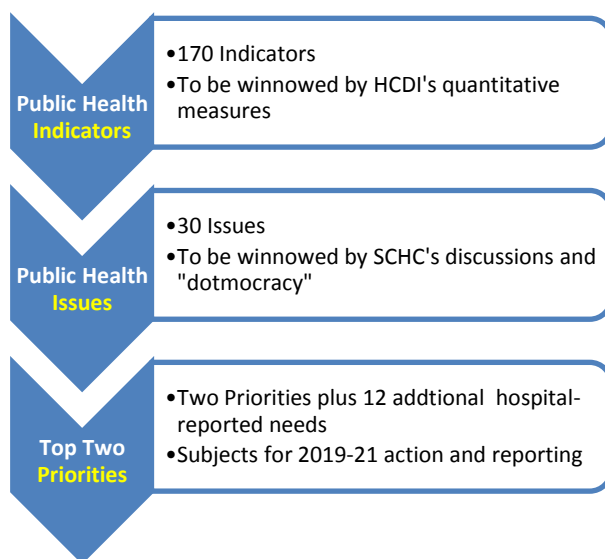 Public Health
Indicators
•170 Indicators
•To be winnowed by HCDI's quantitative
measures
Public Health
Issues
•30 Issues
•To be winnowed by SCHC's discussions and
"dotmocracy"
Top Two
Priorities
•Two Priorities plus 12 addtional hospital-
reported needs
•Subjects for 2019-21 action and reporting